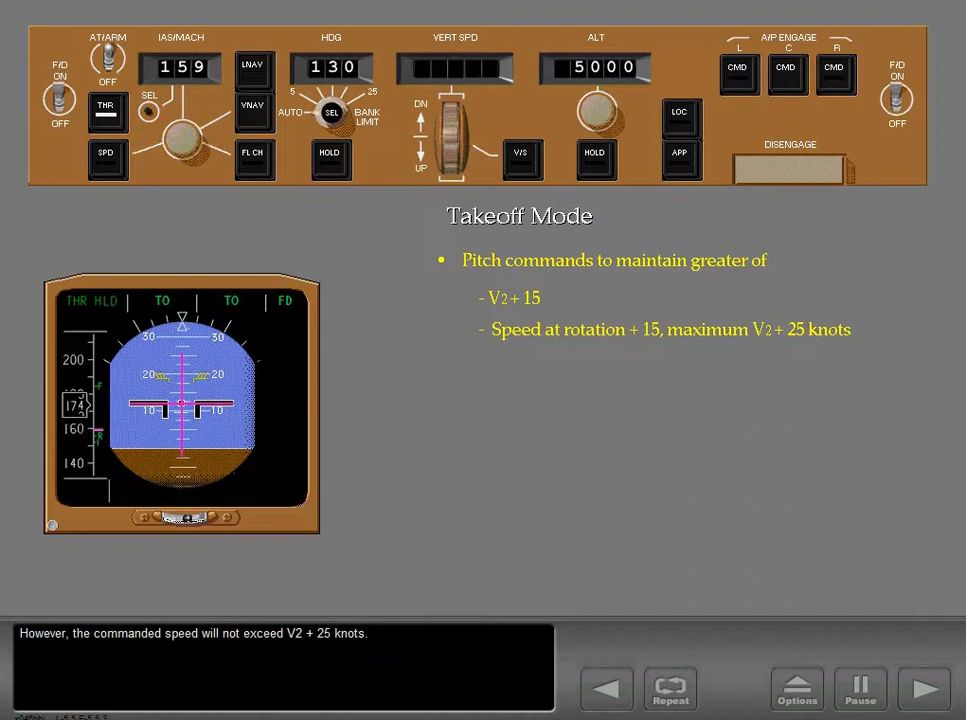 AT/ARM IAS/MACH HDG VERT SPD ALT A/P ENGAGE
L C R
F/D ON OFF 159 LNAV 130 5000 CMD CMD CMD F/D ON
5 25
SEL
THR VNAV AUTO SEL BANK LIMIT DN LOC OFF OFF
SPD FL CH HOLD UP V/S HOLD APP DISENGAGE
Takeoff Mode
• Pitch commands to maintain greater of
- V2 + 15
- Speed at rotation + 15, maximum V2 + 25 knots
THR HLD TO TO FD
30 30
200
20 20
174
10 10
160
140
However, the commanded speed will not exceed V2 + 25 knots.
Repeat Options Pause